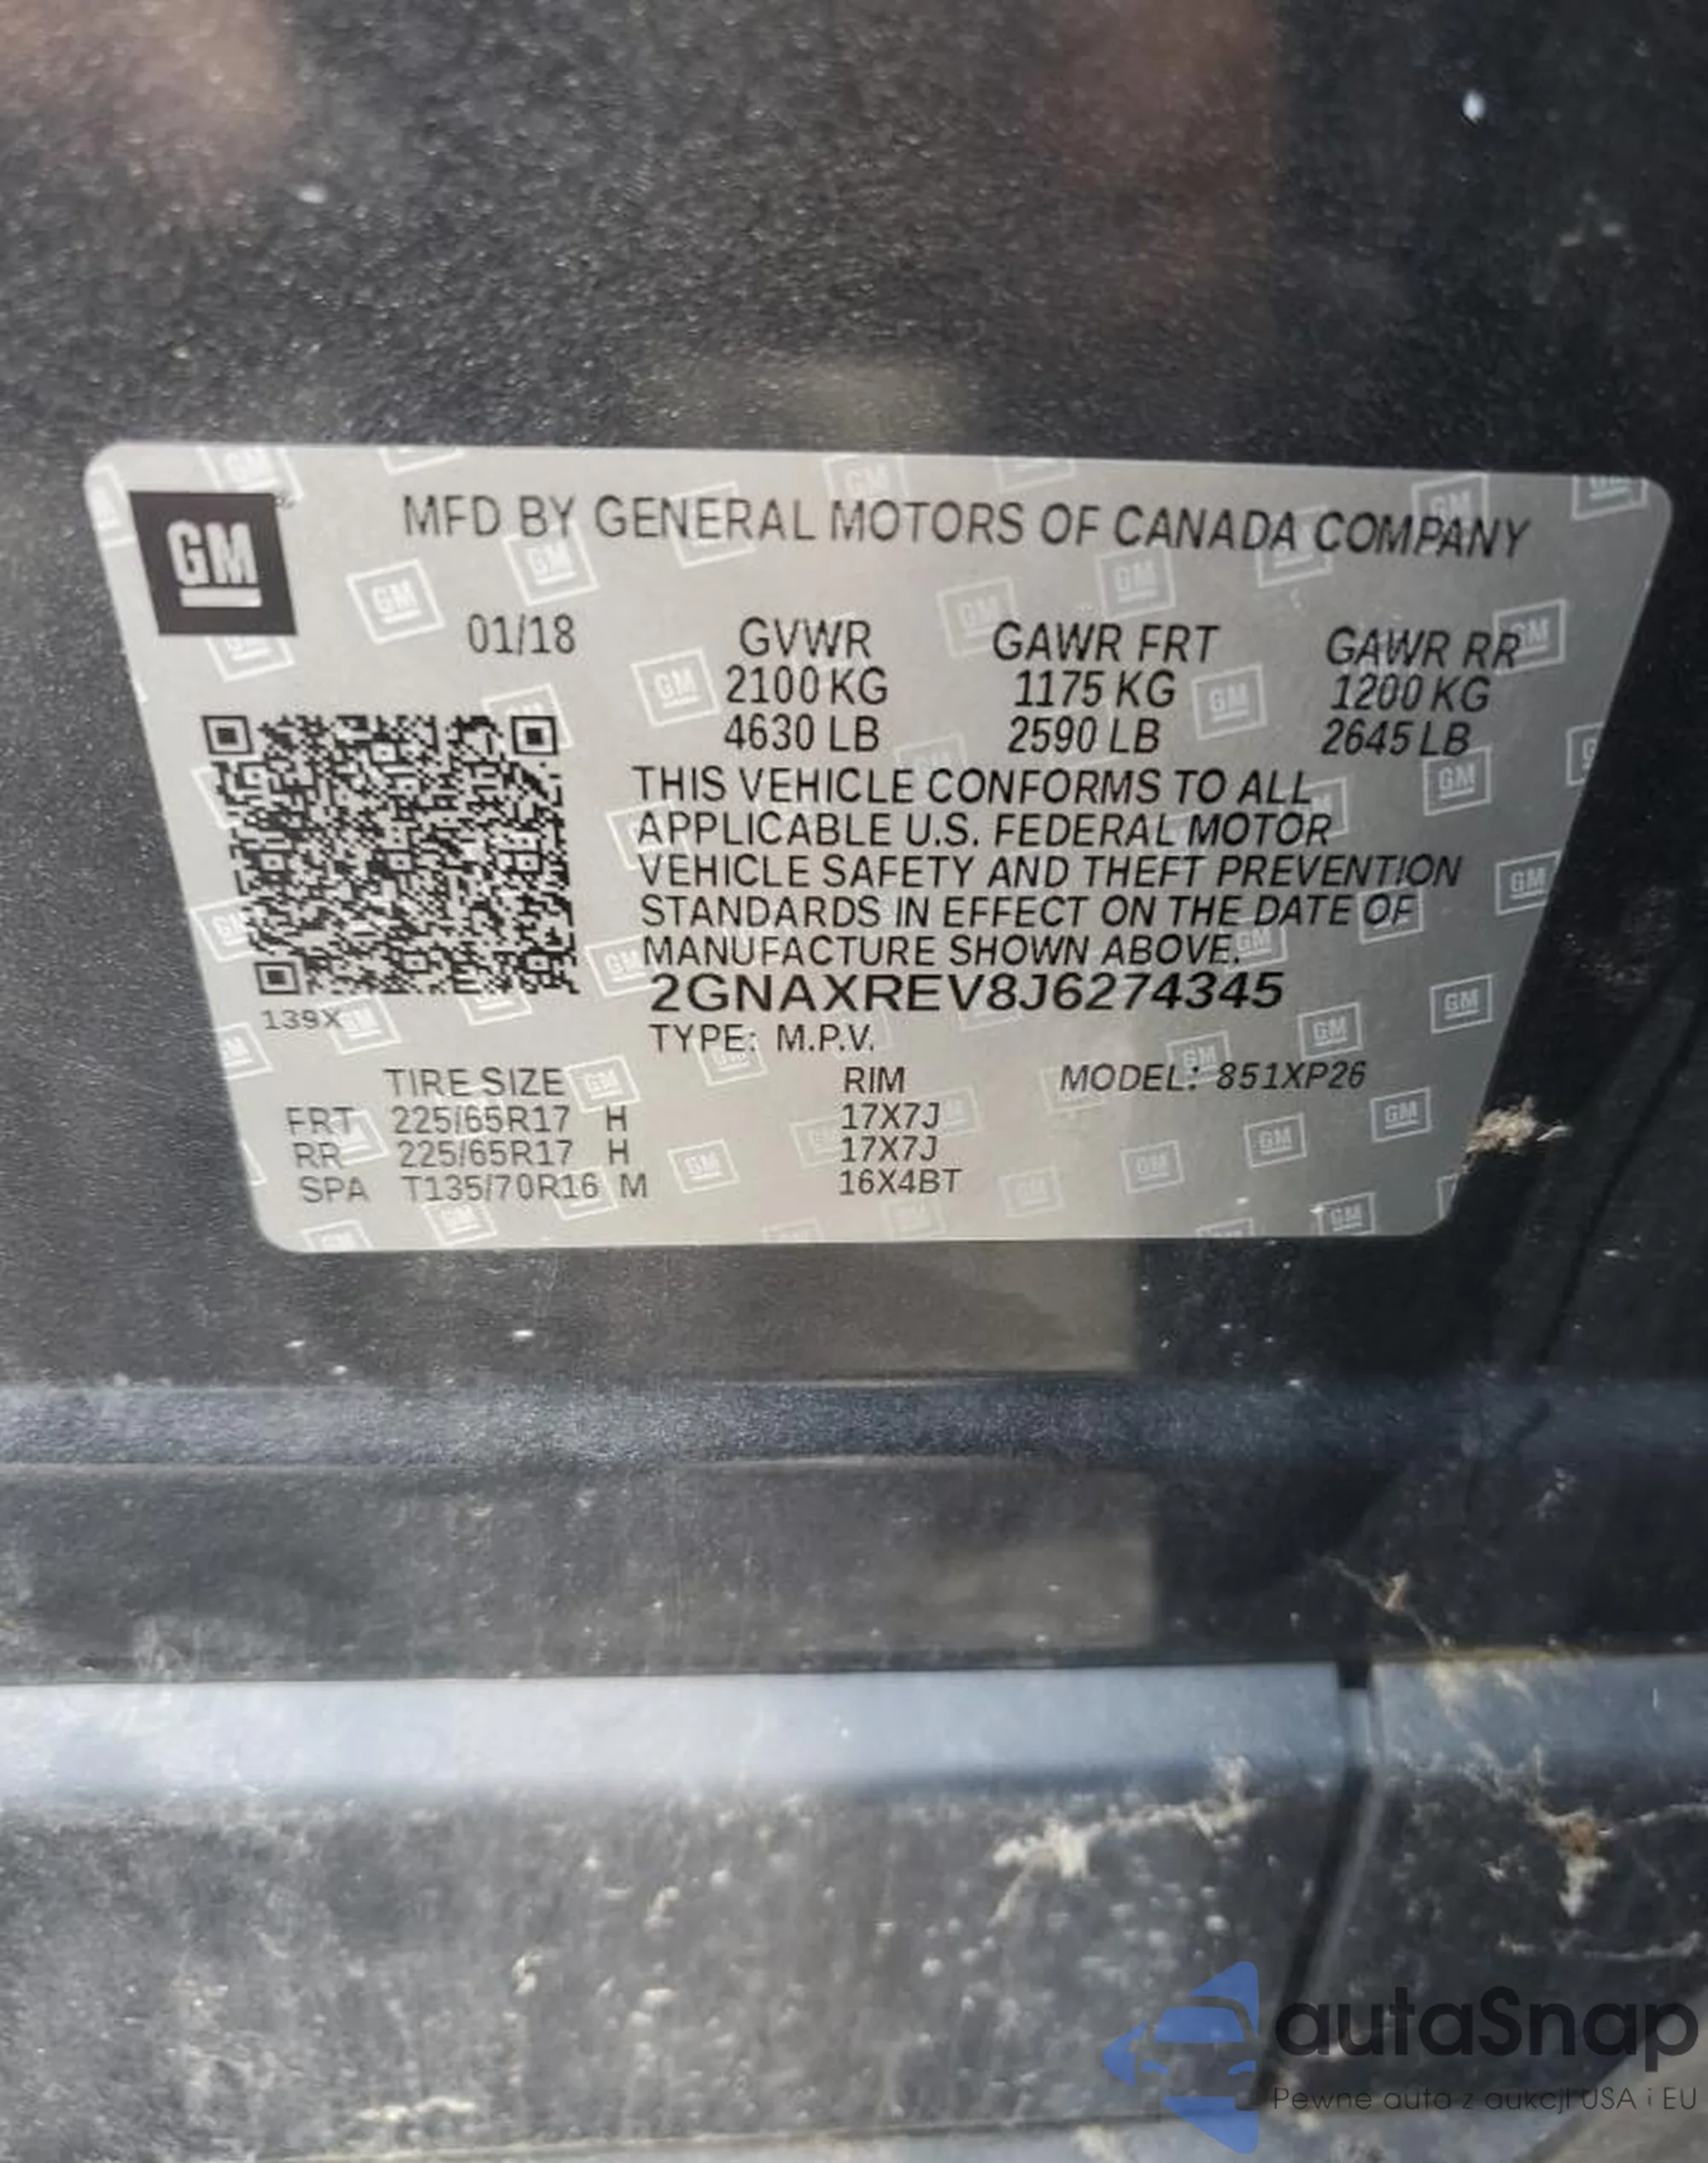 GM
MFD BY GENERAL MOTORS OF CANADA COMPANY
01/18 GVWR GAWR FRT GAWR RR
2100 KG 1175 KG 1200 KG
4630 LB 2590 LB 2645 LB
THIS VEHICLE CONFORMS TO ALL
APPLICABLE U.S. FEDERAL MOTOR
VEHICLE SAFETY AND THEFT PREVENTION
STANDARDS IN EFFECT ON THE DATE OF
MANUFACTURE SHOWN ABOVE.
2GNAXREV8J6274345
139X
TYPE: M.P.V.
TIRE SIZE RIM MODEL: 851XP26
FRT 225/65R17 H 17X7J
RR 225/65R17 H 17X7J
SPA T135/70R16 M 16X4BT
autaSnap
Pewne auta z aukcji USA i EU